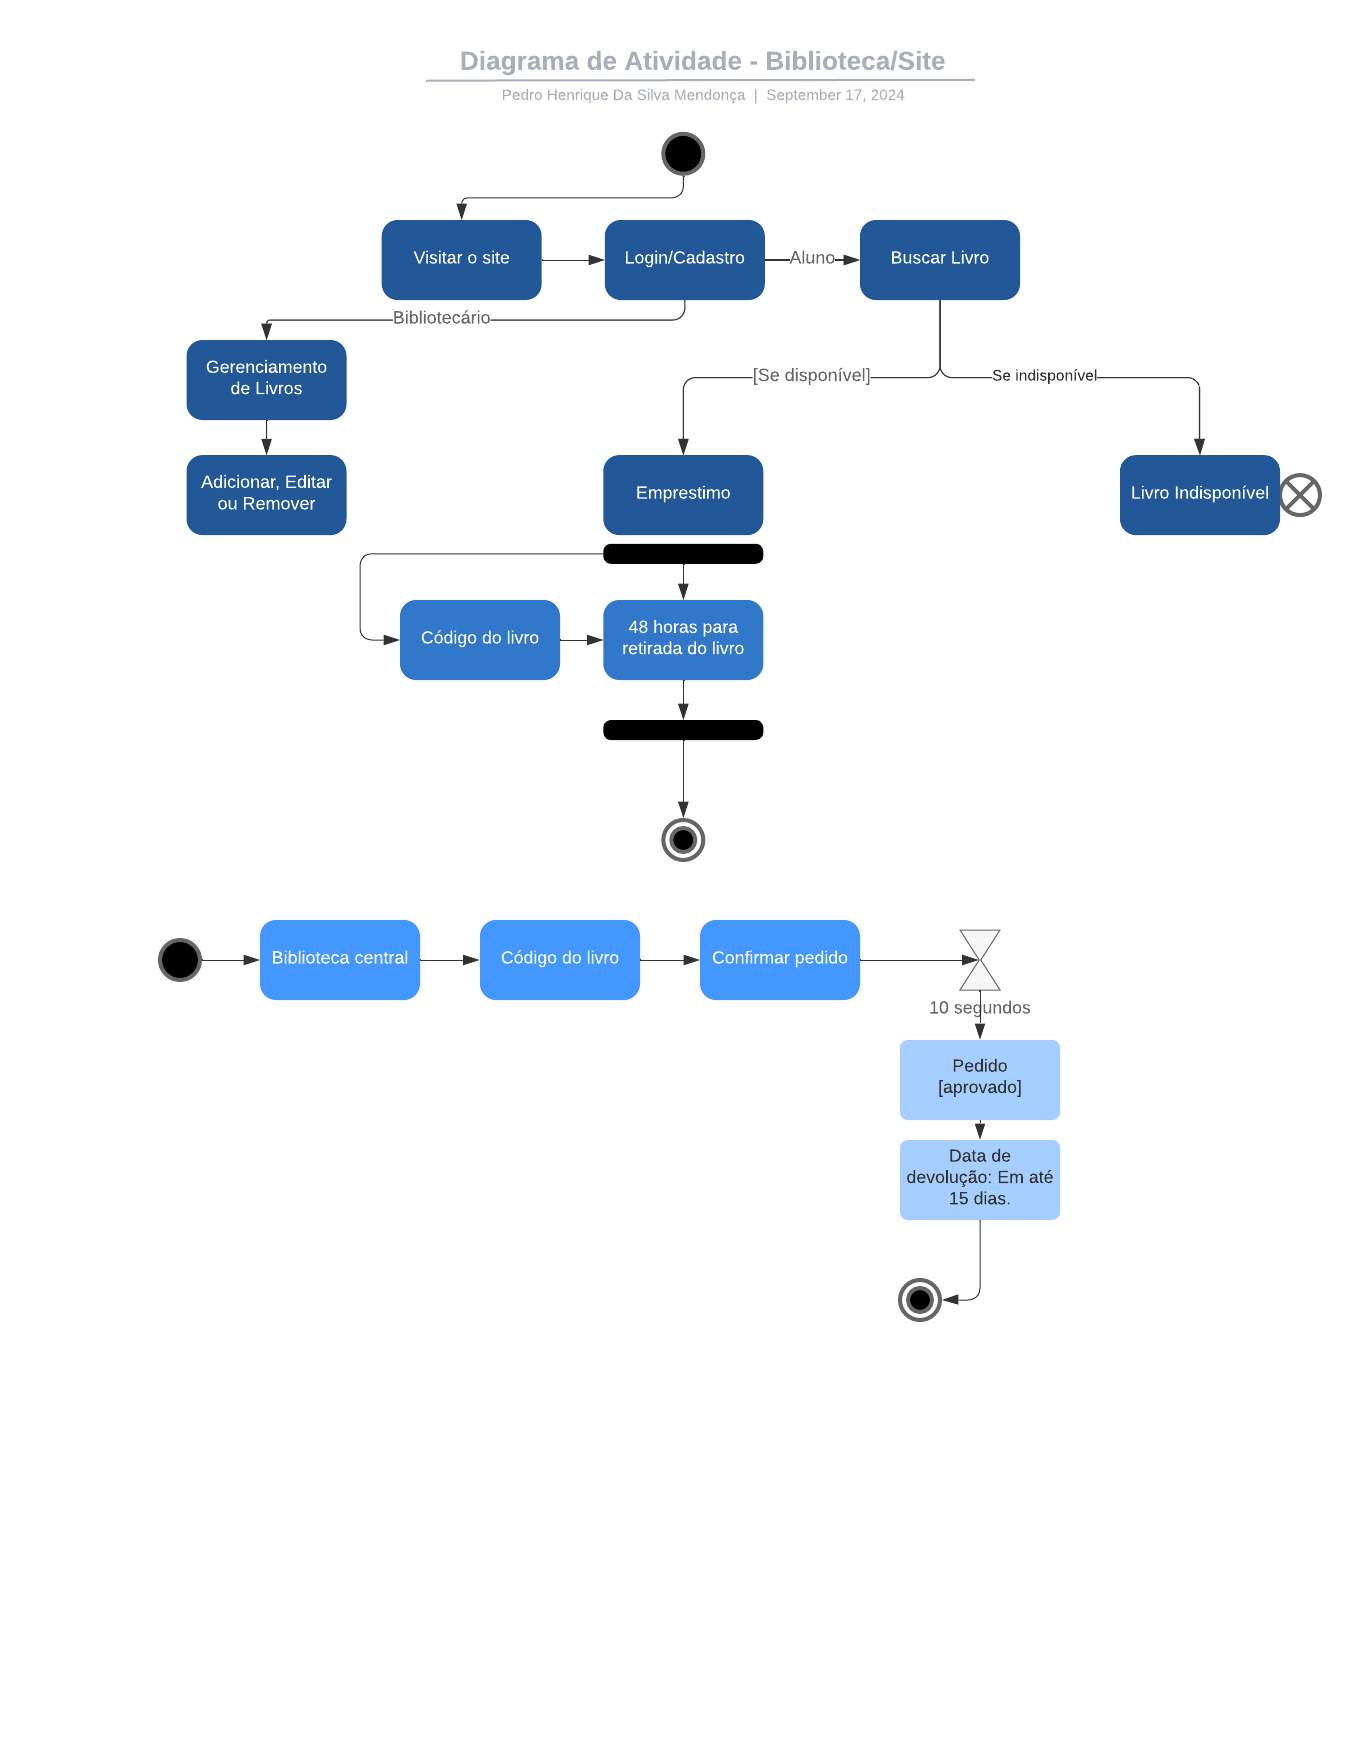 Diagrama de Atividade - Biblioteca/Site
Pedro Henrique Da Silva Mendonça | September 17, 2024
Visitar o site
Login/Cadastro
Aluno
Buscar Livro
Bibliotecário
Gerenciamento
de Livros
[Se disponível]
Se indisponível
Adicionar, Editar
ou Remover
Emprestimo
Livro Indisponível
Código do livro
48 horas para
retirada do livro
Biblioteca central
Código do livro
Confirmar pedido
10 segundos
Pedido
[aprovado]
Data de
devolução: Em até
15 dias.